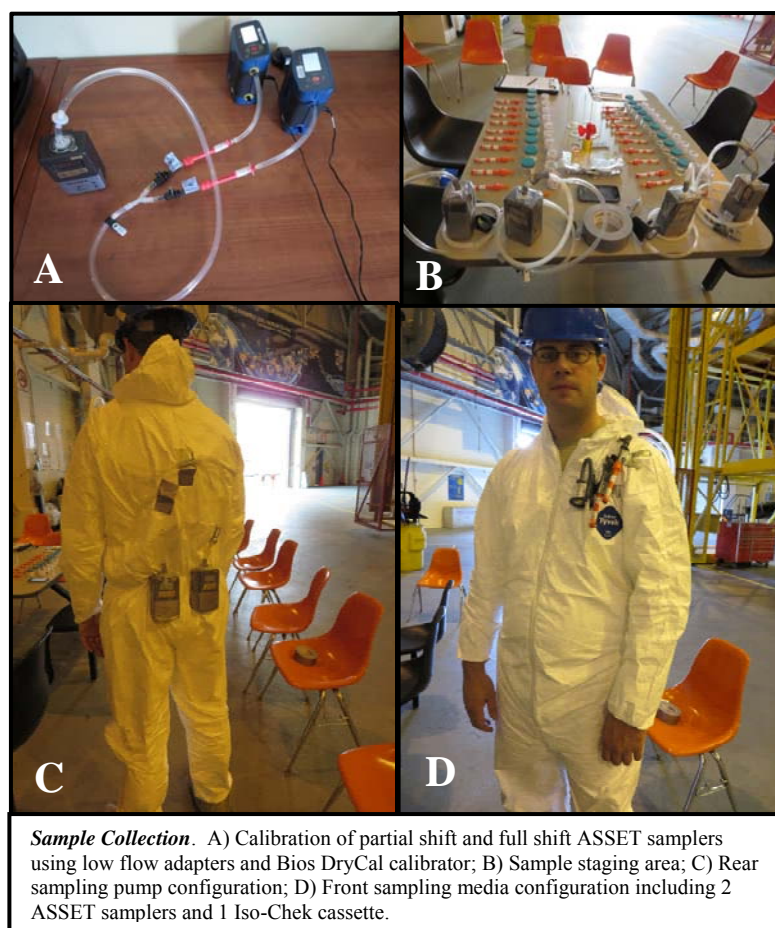 A
B
C
D
Tyvek
Sample Collection. A) Calibration of partial shift and full shift ASSET samplers
using low flow adapters and Bios DryCal calibrator; B) Sample staging area; C) Rear
sampling pump configuration; D) Front sampling media configuration including 2
ASSET samplers and 1 Iso-Chek cassette.